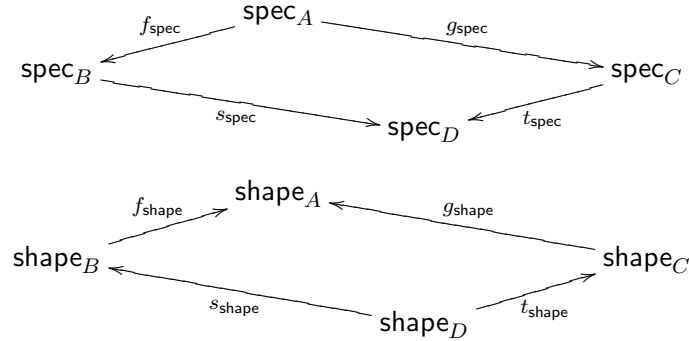 spec_A
f_spec g_spec
spec_B spec_C
s_spec t_spec
spec_D
shape_A
f_shape g_shape
shape_B shape_C
s_shape t_shape
shape_D